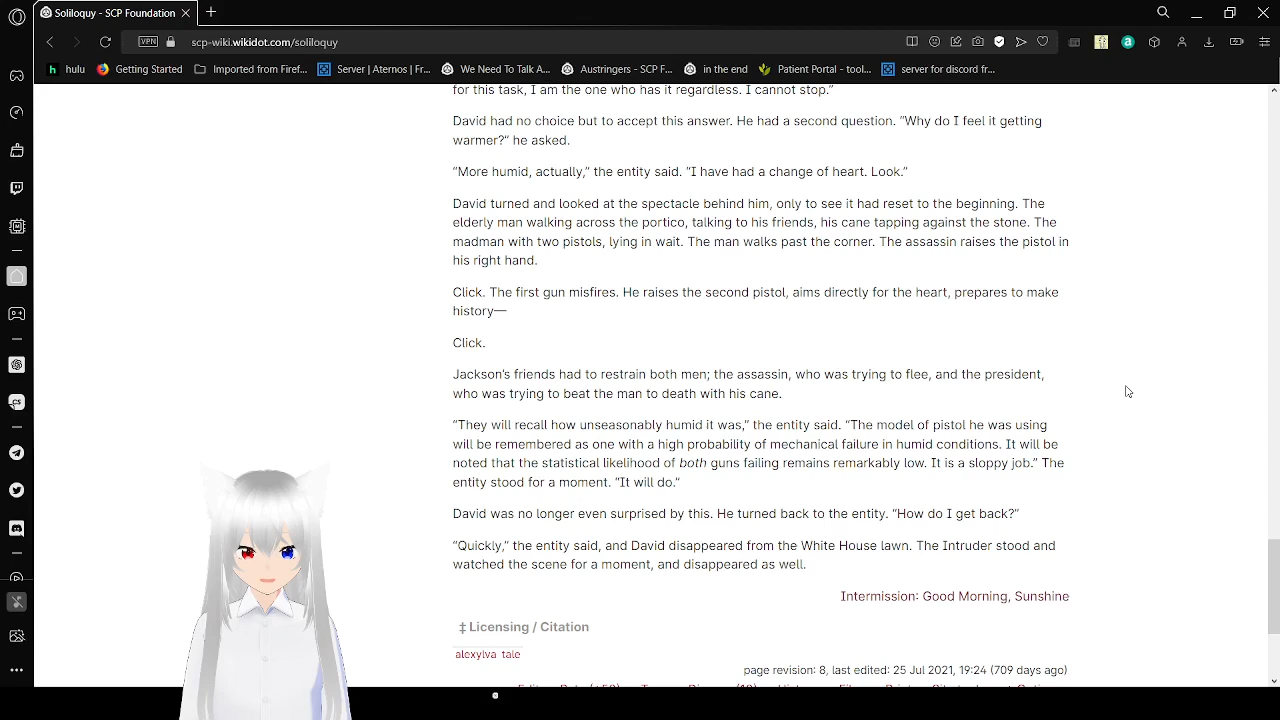 Soliloquy - SCP Foundation
VPN
scp-wiki.wikidot.com/soliloquy
h hulu
Getting Started
Imported from Firef...
Server | Aternos | Fr...
We Need To Talk A...
Austringers - SCP F...
in the end
Patient Portal - tool...
server for discord fr...
for this task, I am the one who has it regardless. I cannot stop.”
David had no choice but to accept this answer. He had a second question. “Why do I feel it getting
warmer?” he asked.
“More humid, actually,” the entity said. “I have had a change of heart. Look.”
David turned and looked at the spectacle behind him, only to see it had reset to the beginning. The
elderly man walking across the portico, talking to his friends, his cane tapping against the stone. The
madman with two pistols, lying in wait. The man walks past the corner. The assassin raises the pistol in
his right hand.
Click. The first gun misfires. He raises the second pistol, aims directly for the heart, prepares to make
history—
Click.
Jackson’s friends had to restrain both men; the assassin, who was trying to flee, and the president,
who was trying to beat the man to death with his cane.
“They will recall how unseasonably humid it was,” the entity said. “The model of pistol he was using
will be remembered as one with a high probability of mechanical failure in humid conditions. It will be
noted that the statistical likelihood of both guns failing remains remarkably low. It is a sloppy job.” The
entity stood for a moment. “It will do.”
David was no longer even surprised by this. He turned back to the entity. “How do I get back?”
“Quickly,” the entity said, and David disappeared from the White House lawn. The Intruder stood and
watched the scene for a moment, and disappeared as well.
Intermission: Good Morning, Sunshine
‡ Licensing / Citation
alexylva tale
page revision: 8, last edited: 25 Jul 2021, 19:24 (709 days ago)